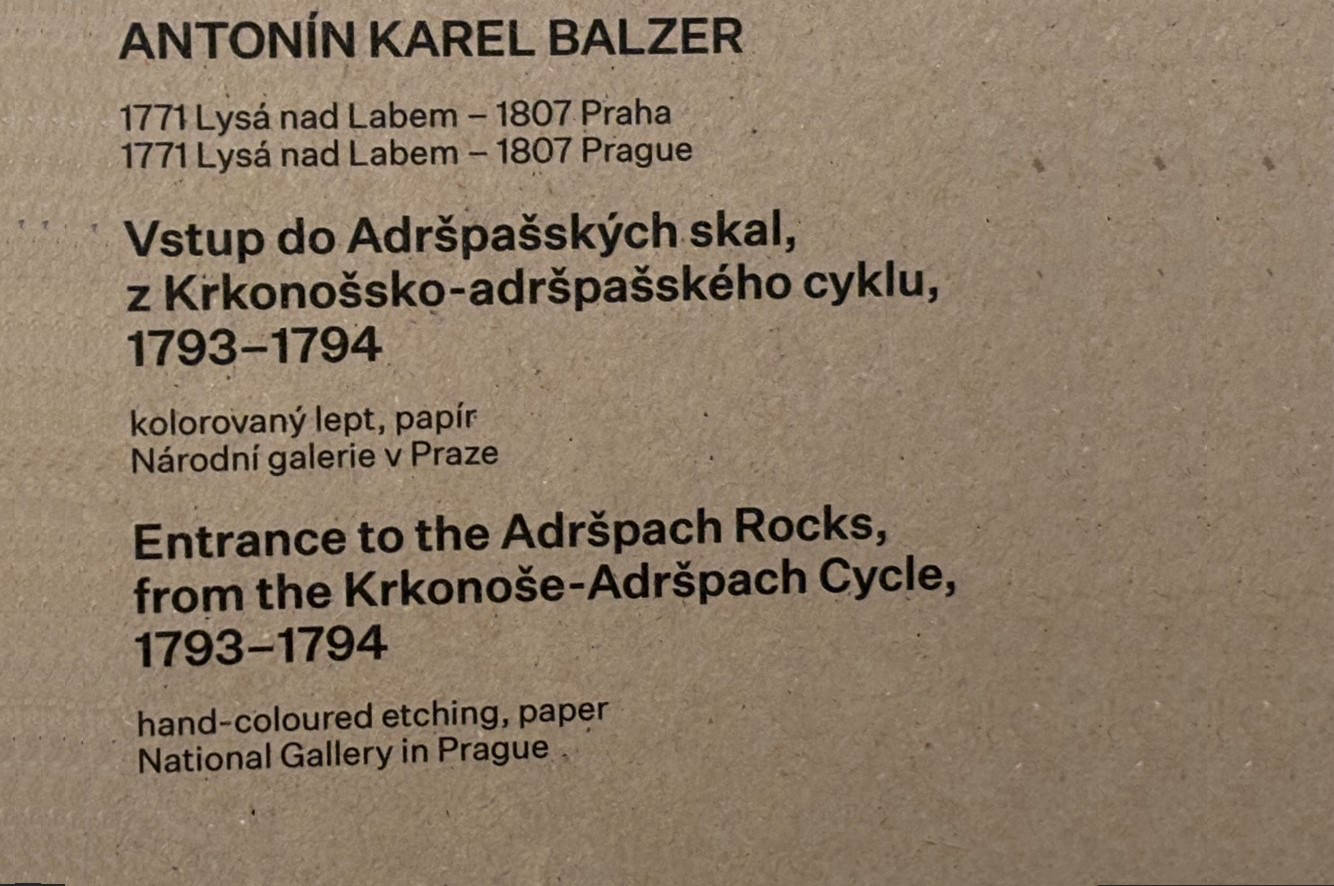 ANTONÍN KAREL BALZER
1771 Lysá nad Labem – 1807 Praha
1771 Lysá nad Labem – 1807 Prague
Vstup do Adršpašských skal,
z Krkonošsko-adršpašského cyklu,
1793–1794
kolorovaný lept, papír
Národní galerie v Praze
Entrance to the Adršpach Rocks,
from the Krkonoše-Adršpach Cycle,
1793–1794
hand-coloured etching, paper
National Gallery in Prague